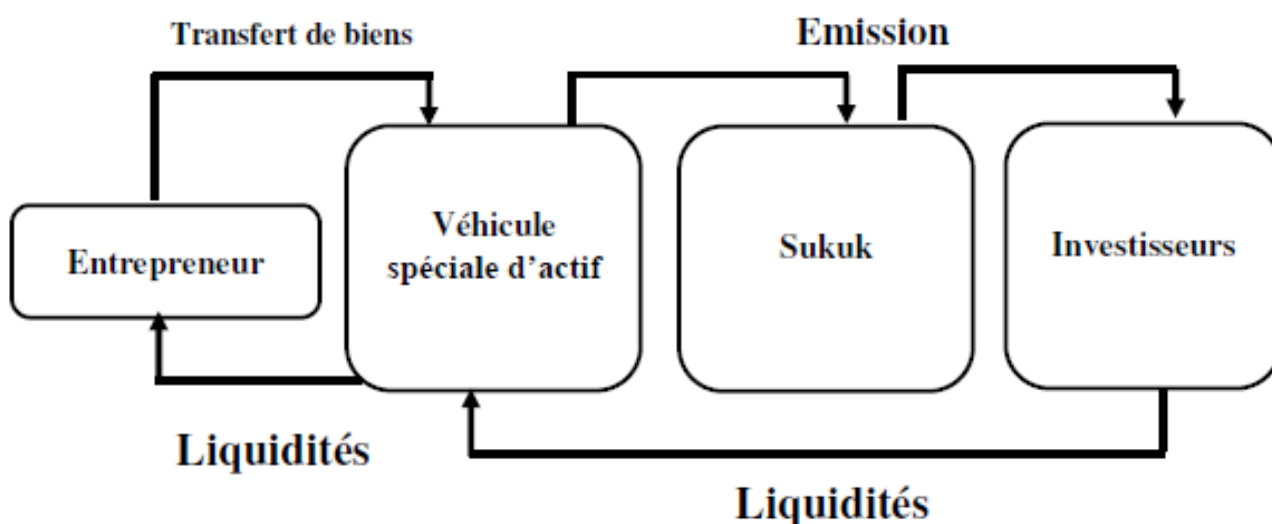 Transfert de biens
Emission
Entrepreneur
Véhicule
spéciale d'actif
Sukuk
Investisseurs
Liquidités
Liquidités